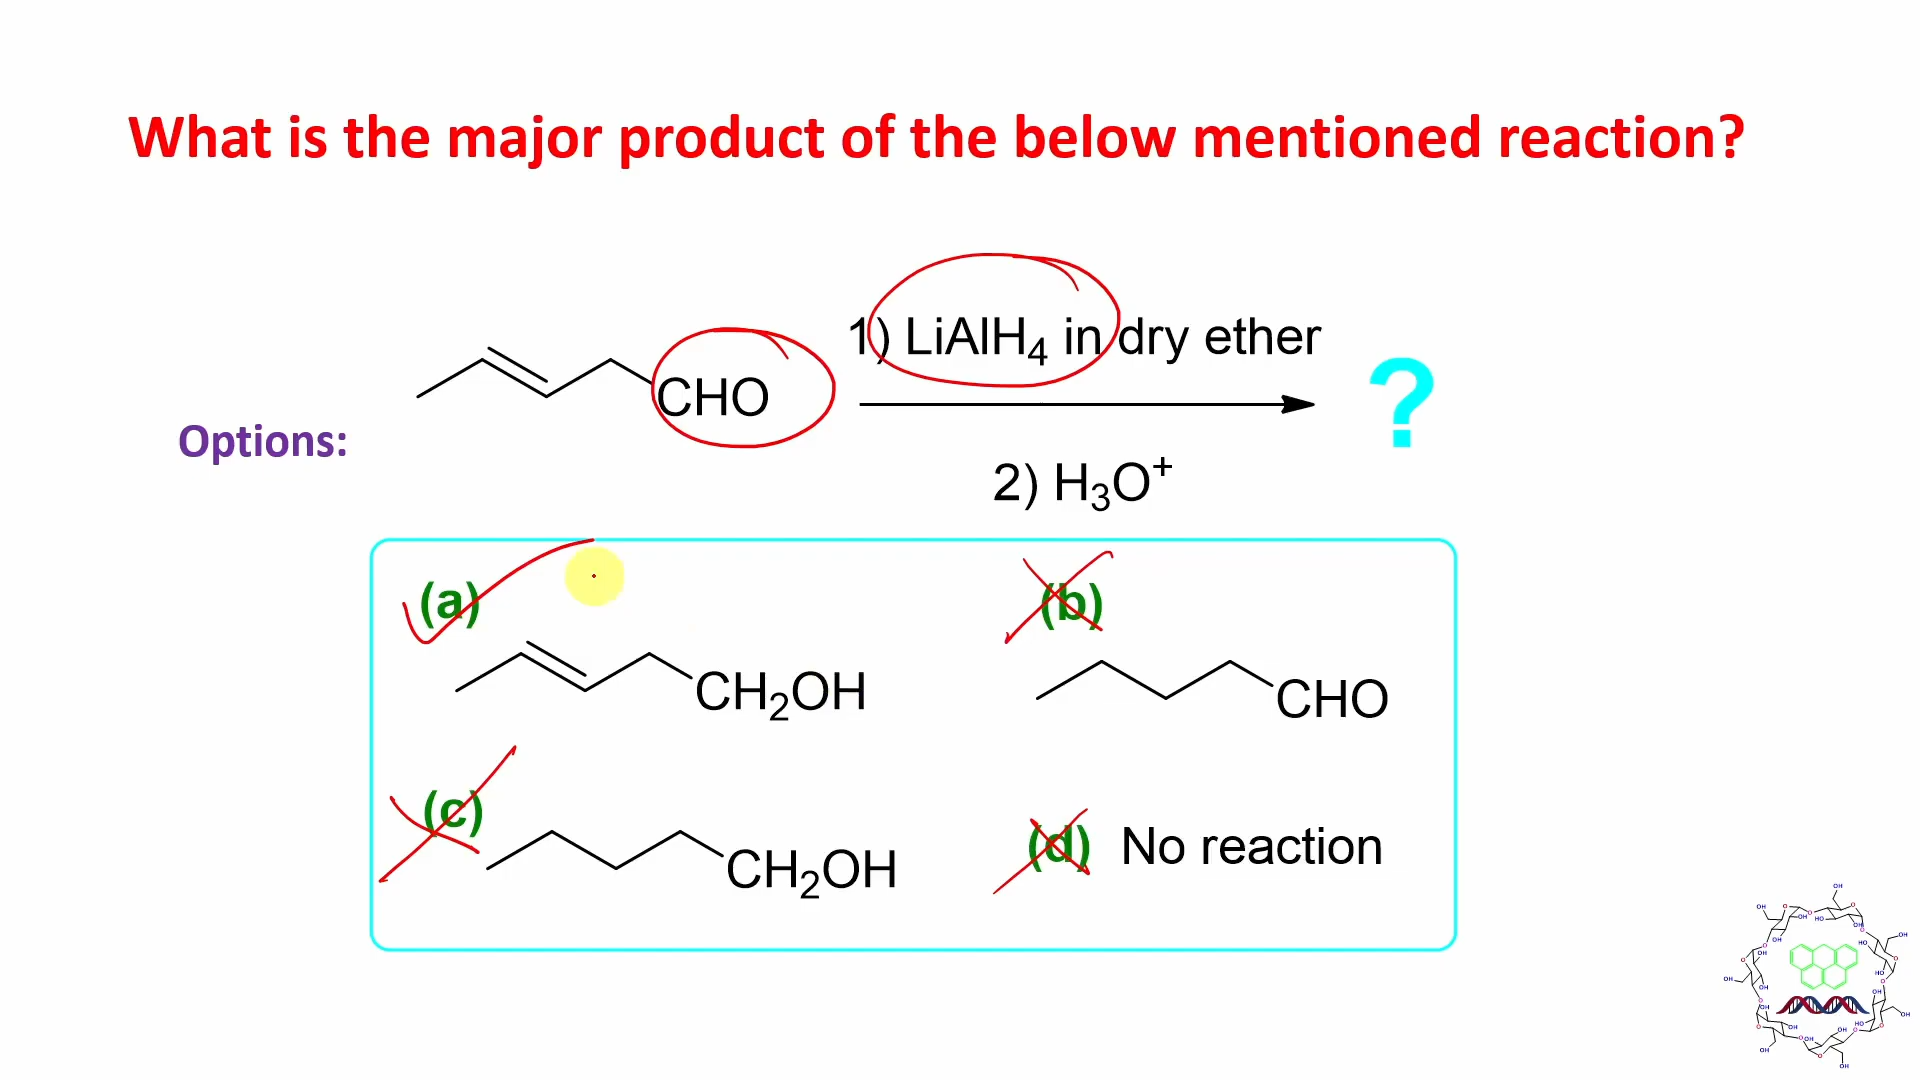 What is the major product of the below mentioned reaction?
1) LiAlH4 in dry ether
CHO
?
Options:
2) H3O+
(a)
(b)
CH2OH
CHO
(c)
(d) No reaction
CH2OH